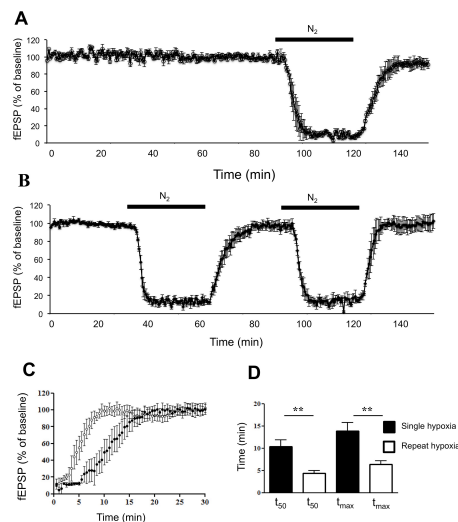 A
N2
fEPSP (% of baseline)
120
100
80
60
40
20
0
0 20 40 60 80 100 120 140
Time (min)
B
N2 N2
fEPSP (% of baseline)
120
100
80
60
40
20
0
0 20 40 60 80 100 120 140
Time (min)
C
fEPSP (% of baseline)
120
100
80
60
40
20
0
0 5 10 15 20 25 30
Time (min)
D
Time (min)
20
15
10
5
0
** **
t50 t50 tmax tmax
Single hypoxia
Repeat hypoxia